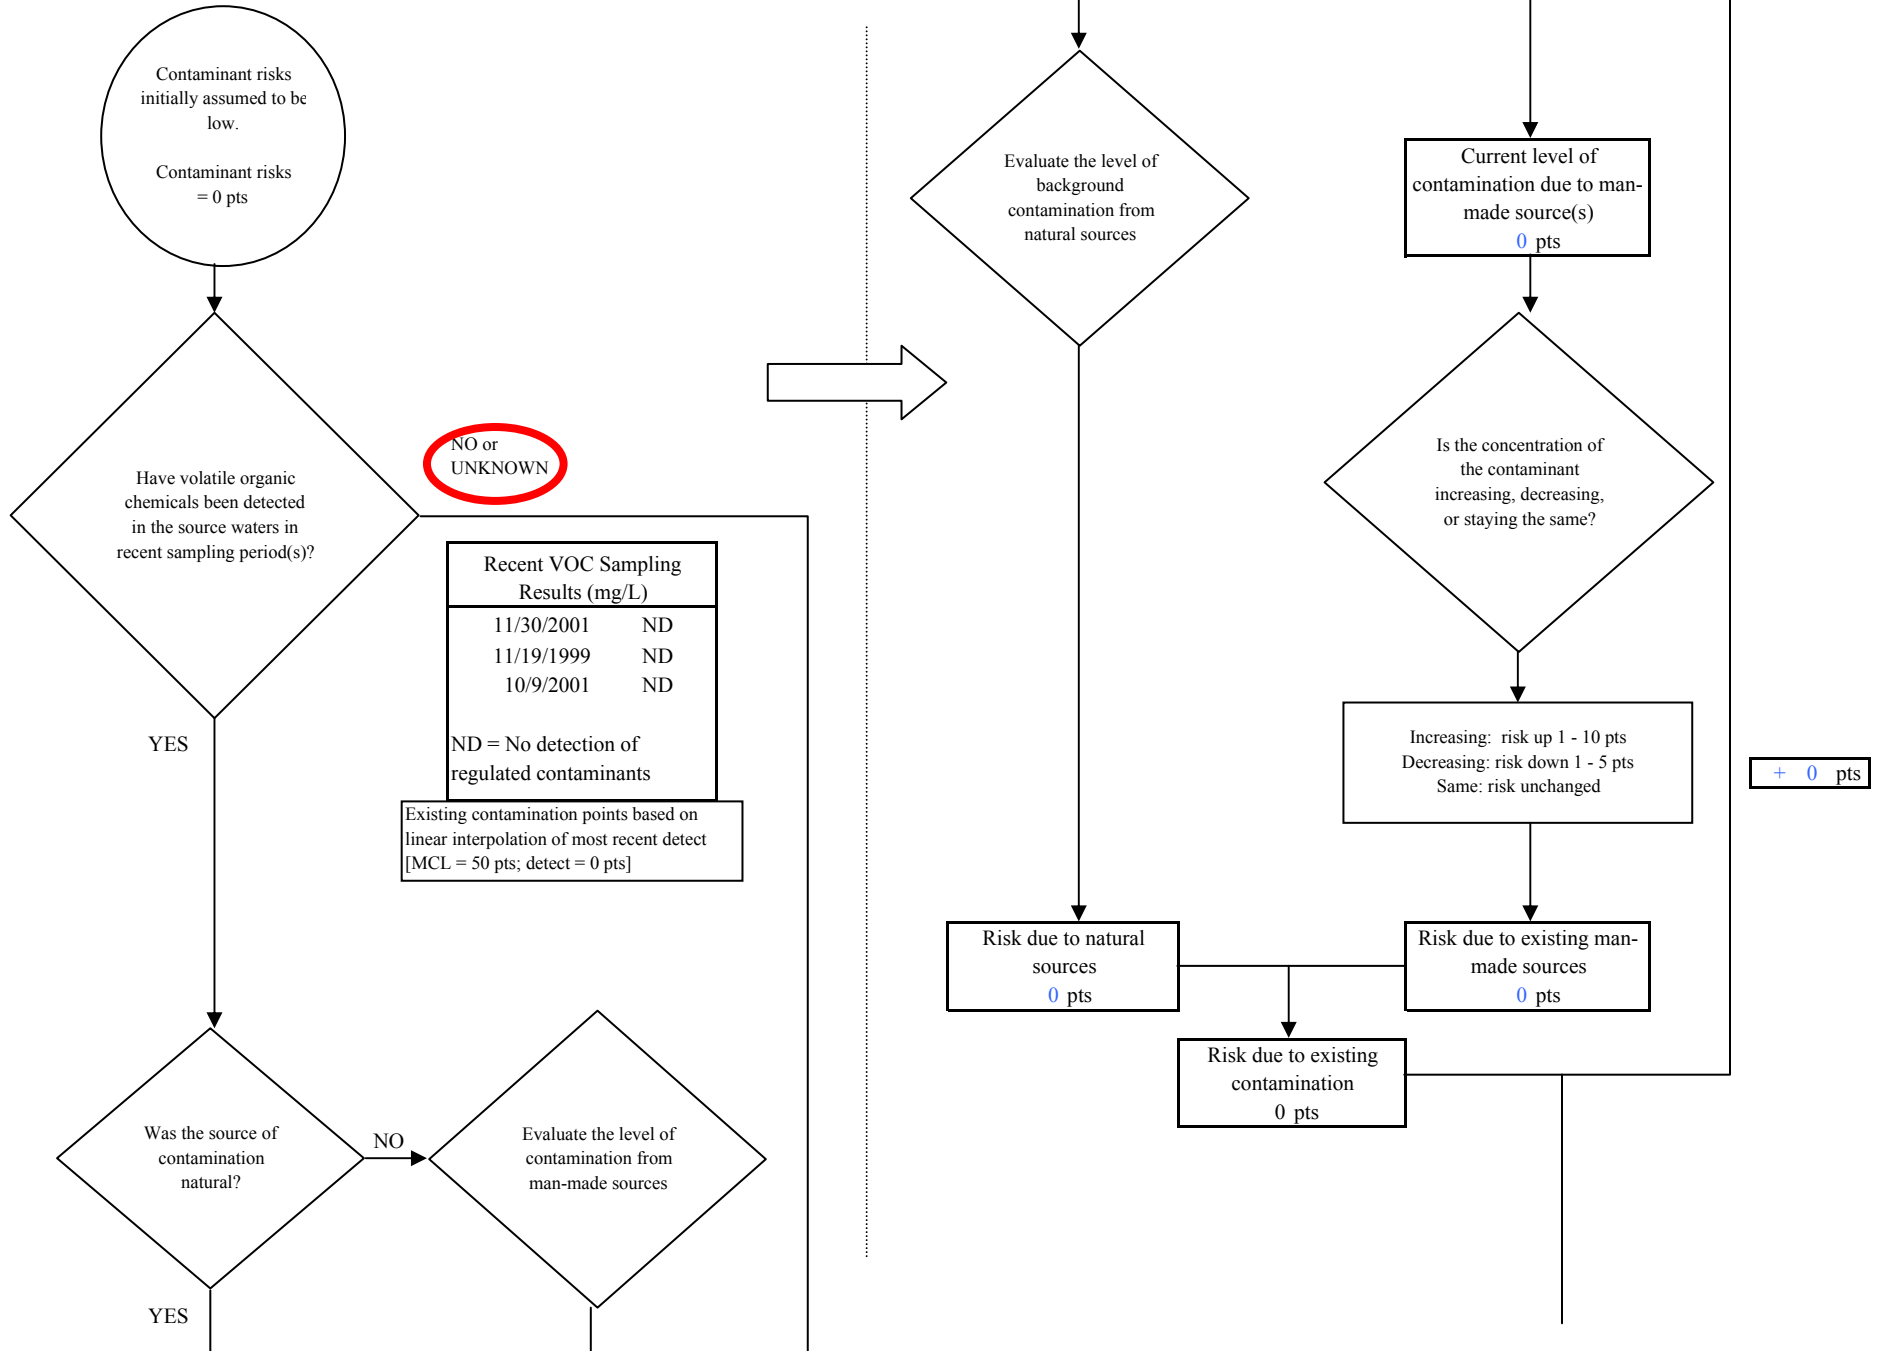 Contaminant risks
initially assumed to be
low.
Contaminant risks
= 0 pts
Have volatile organic
chemicals been detected
in the source waters in
recent sampling period(s)?
NO or
UNKNOWN
Recent VOC Sampling
Results (mg/L)
11/30/2001 ND
11/19/1999 ND
10/9/2001 ND
ND = No detection of
regulated contaminants
Existing contamination points based on
linear interpolation of most recent detect
[MCL = 50 pts; detect = 0 pts]
YES
Was the source of
contamination
natural?
NO
Evaluate the level of
contamination from
man-made sources
YES
Evaluate the level of
background
contamination from
natural sources
Current level of
contamination due to man-
made source(s)
0 pts
Is the concentration of
the contaminant
increasing, decreasing,
or staying the same?
Increasing: risk up 1 - 10 pts
Decreasing: risk down 1 - 5 pts
Same: risk unchanged
+ 0 pts
Risk due to natural
sources
0 pts
Risk due to existing man-
made sources
0 pts
Risk due to existing
contamination
0 pts